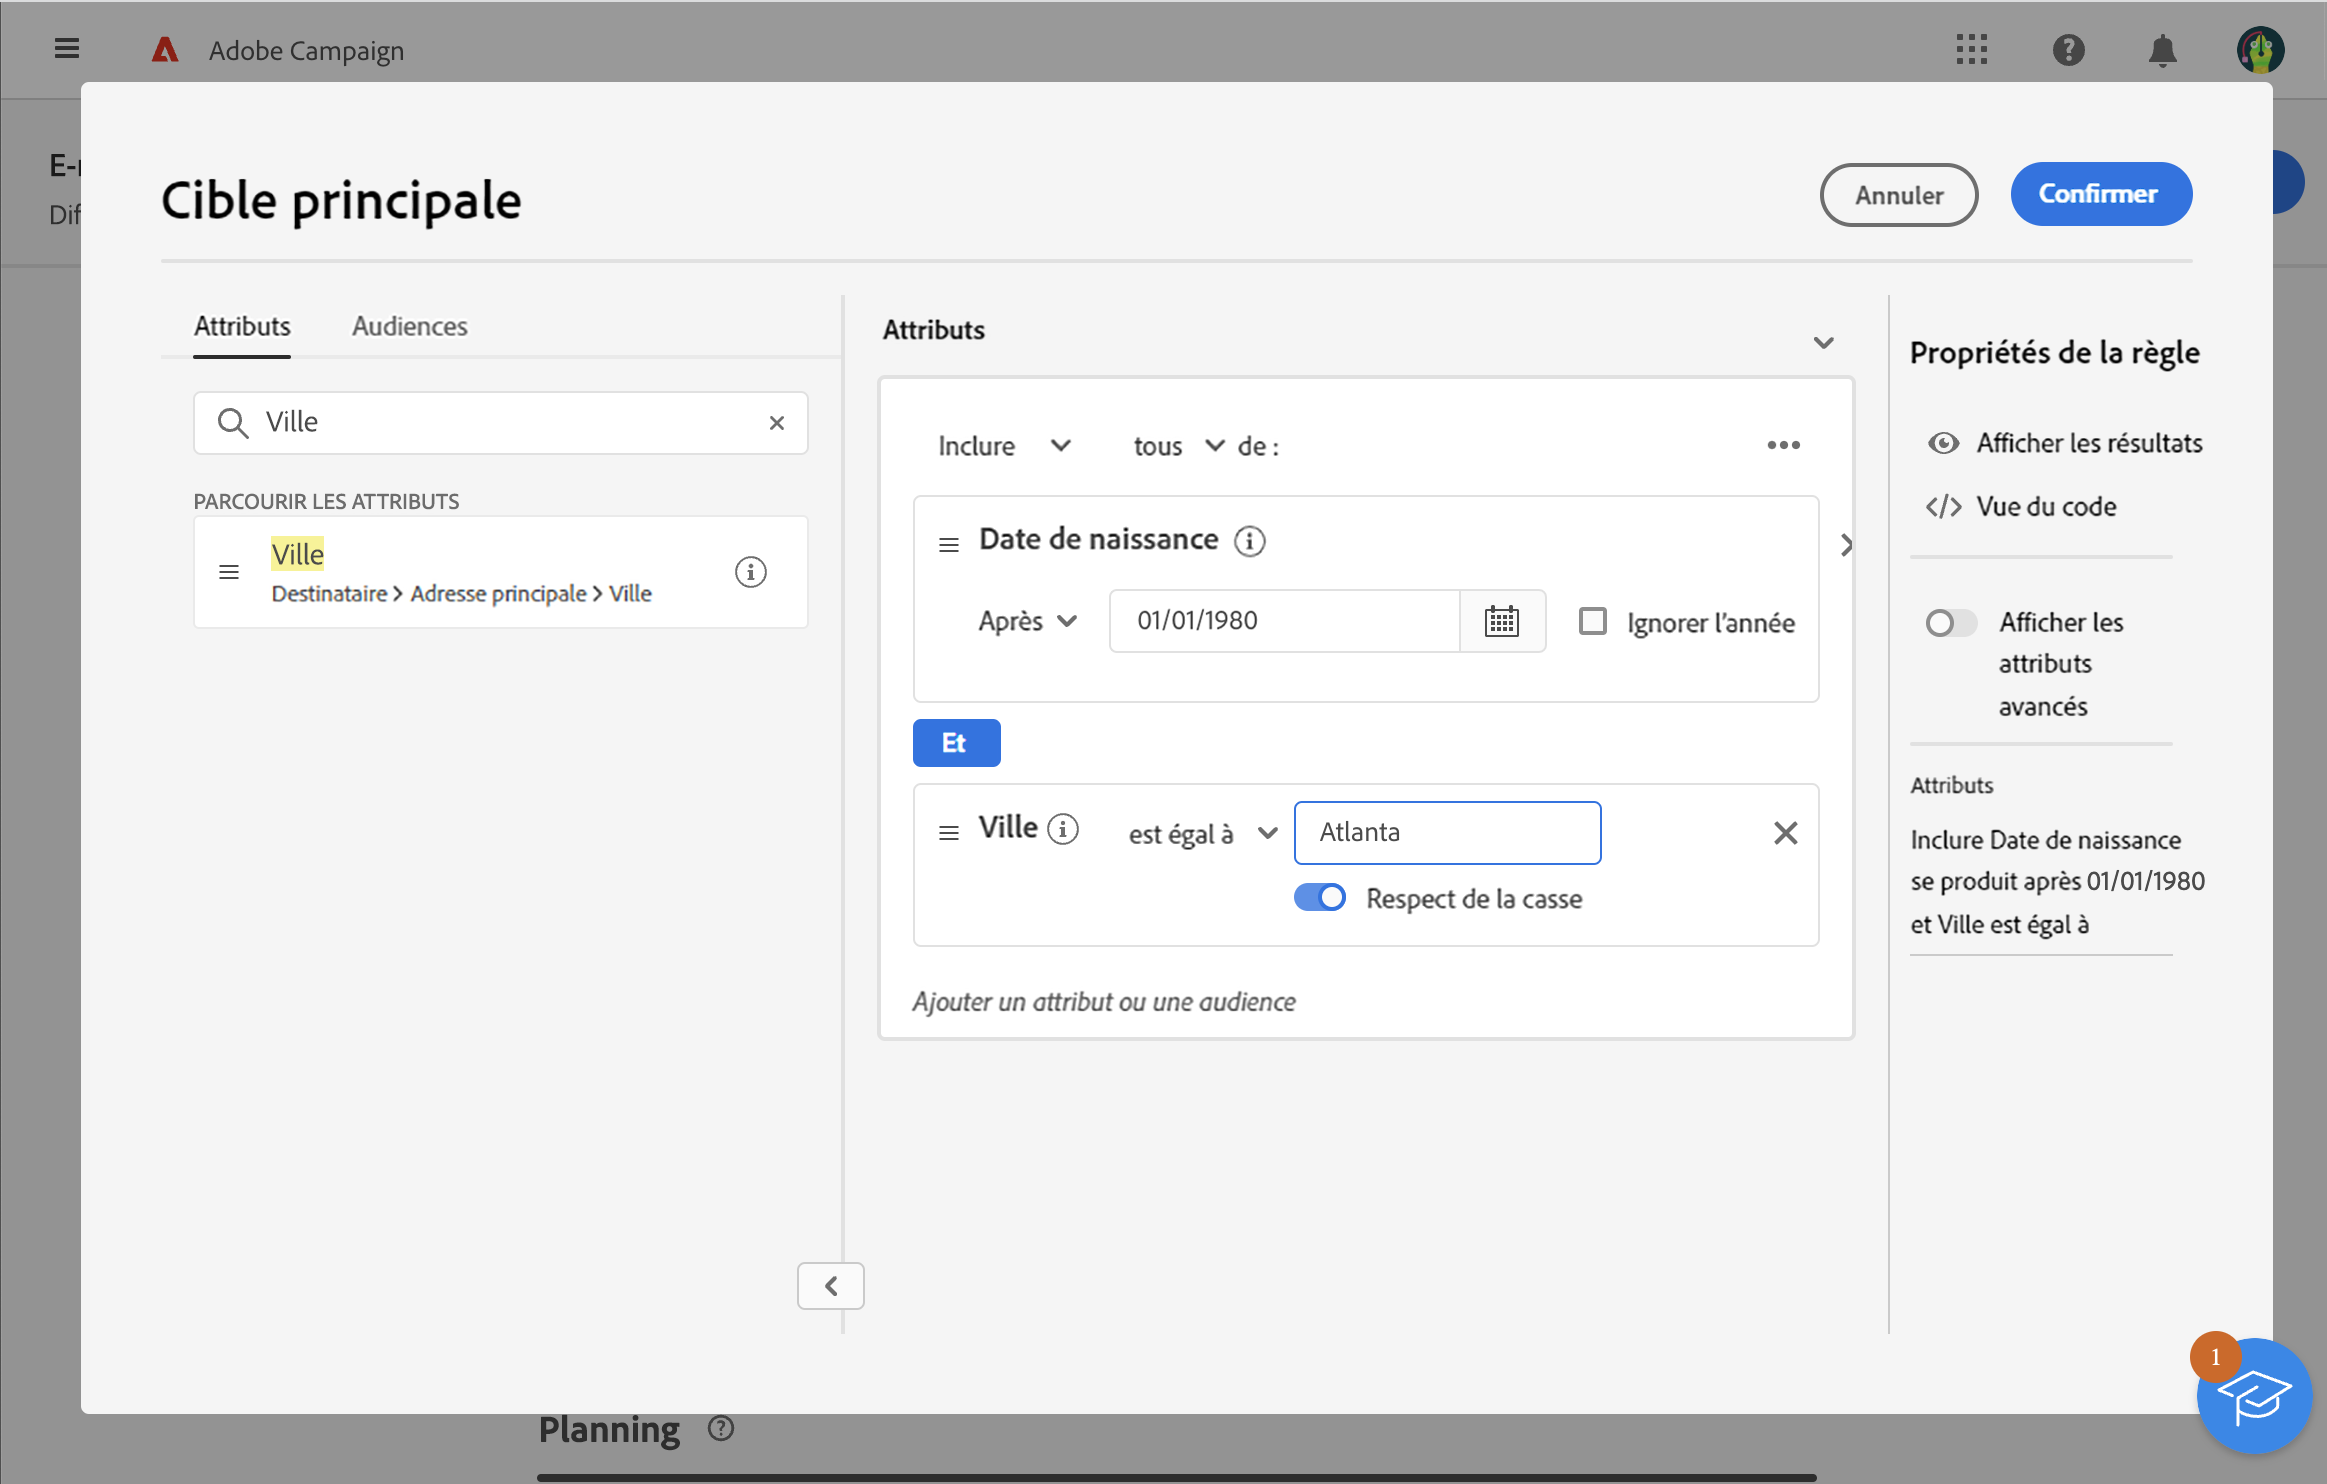 Adobe Campaign
E-
Dif
Cible principale
Annuler
Confirmer
Attributs
Audiences
Ville
PARCOURIR LES ATTRIBUTS
Ville
Destinataire > Adresse principale > Ville
Attributs
Inclure
tous
de :
Date de naissance
Après
01/01/1980
Ignorer l'année
Et
Ville
est égal à
Atlanta
Respect de la casse
Ajouter un attribut ou une audience
Propriétés de la règle
Afficher les résultats
Vue du code
Afficher les
attributs
avancés
Attributs
Inclure Date de naissance
se produit après 01/01/1980
et Ville est égal à
1
Planning